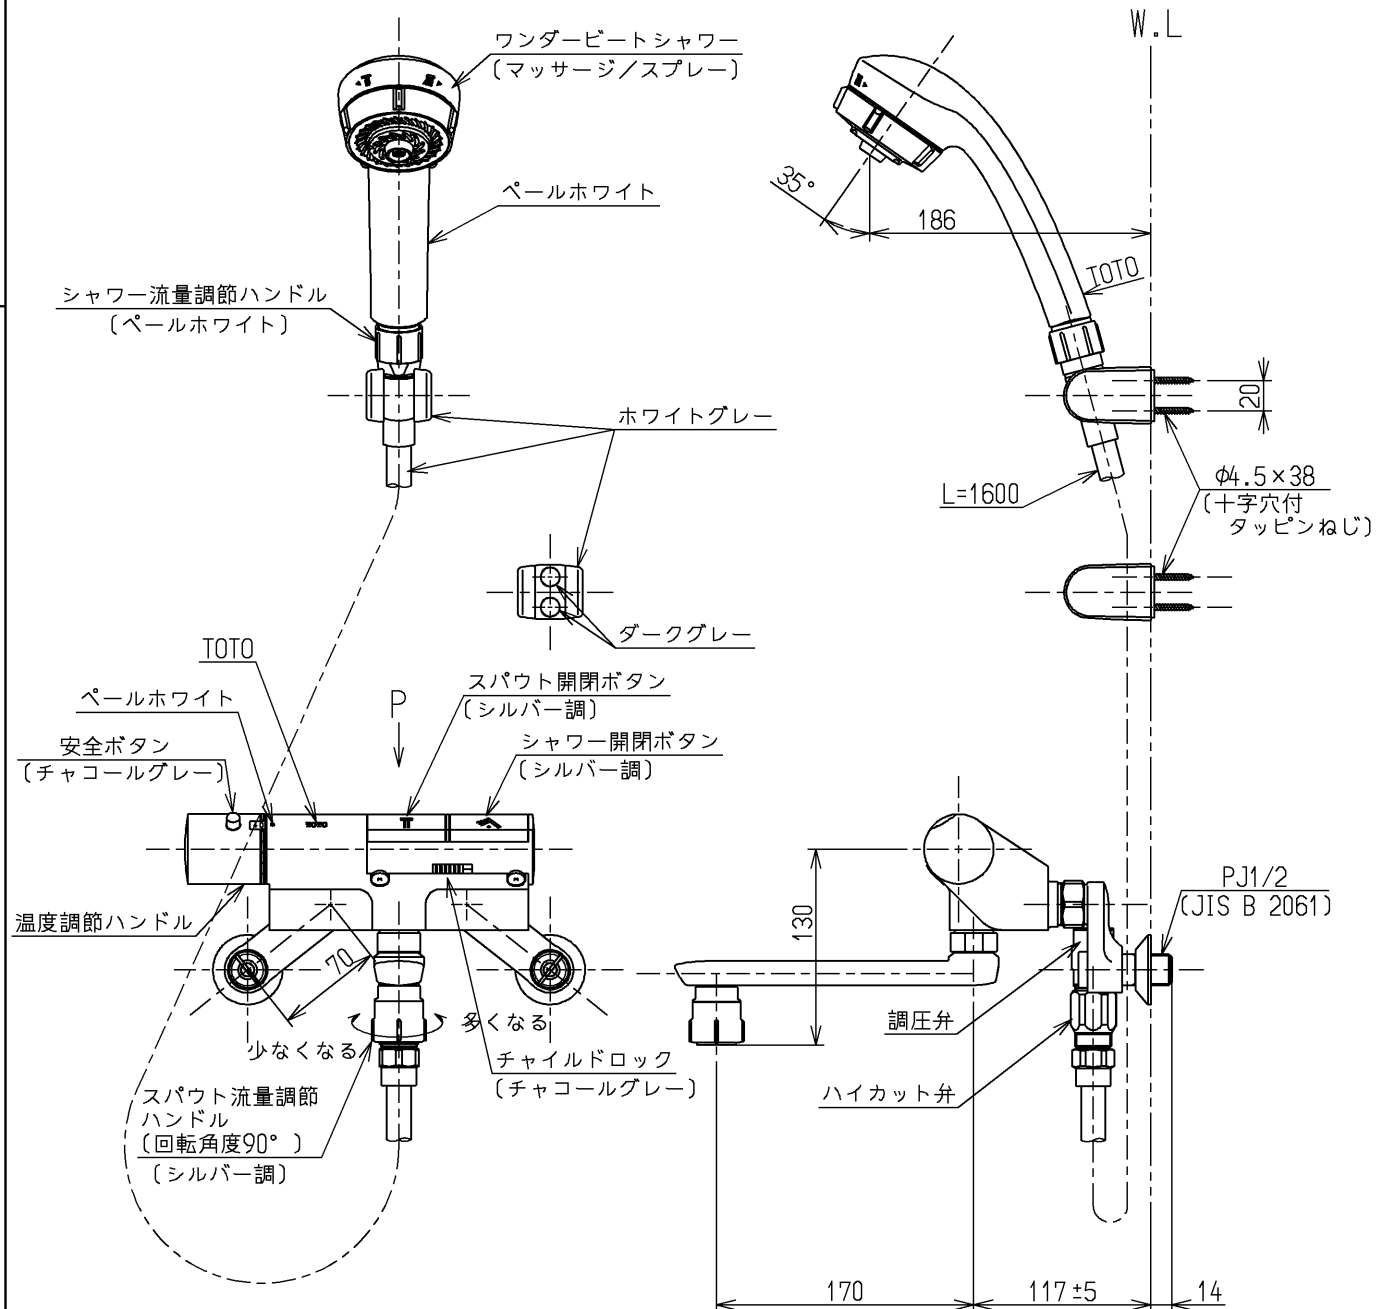 W.L
ワンダービートシャワー
(マッサージ/スプレー)
35°
186
ペールホワイト
TOTO
シャワー流量調節ハンドル
(ペールホワイト)
20
ホワイトグレー
L=1600
φ4.5×38
(十字穴付
タッピンねじ)
ダークグレー
TOTO
P
スパウト開閉ボタン
(シルバー調)
ペールホワイト
安全ボタン
(チャコールグレー)
シャワー開閉ボタン
(シルバー調)
TOTO
PJ1/2
(JIS B 2061)
130
温度調節ハンドル
70
多くなる
少なくなる
調圧弁
チャイルドロック
(チャコールグレー)
ハイカット弁
スパウト流量調節
ハンドル
(回転角度90°)
(シルバー調)
170
117±5
14